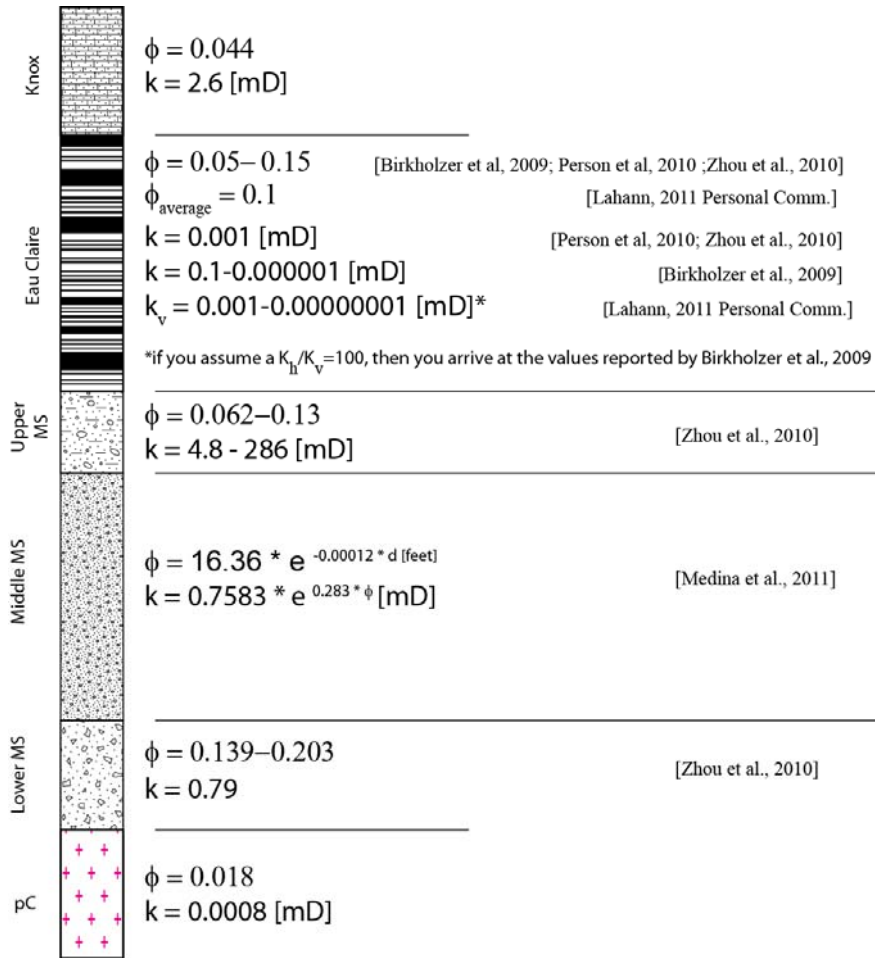 Knox
ϕ = 0.044
k = 2.6 [mD]
Eau Claire
ϕ = 0.05–0.15 [Birkholzer et al, 2009; Person et al, 2010 ;Zhou et al., 2010]
ϕaverage = 0.1 [Lahann, 2011 Personal Comm.]
k = 0.001 [mD] [Person et al, 2010; Zhou et al., 2010]
k = 0.1-0.000001 [mD] [Birkholzer et al., 2009]
kv = 0.001-0.00000001 [mD]* [Lahann, 2011 Personal Comm.]
*if you assume a Kh/Kv=100, then you arrive at the values reported by Birkholzer et al., 2009
Upper MS
ϕ = 0.062–0.13
k = 4.8 - 286 [mD] [Zhou et al., 2010]
Middle MS
ϕ = 16.36 * e -0.00012 * d [feet]
k = 0.7583 * e 0.283 * ϕ [mD] [Medina et al., 2011]
Lower MS
ϕ = 0.139–0.203 [Zhou et al., 2010]
k = 0.79
pC
ϕ = 0.018
k = 0.0008 [mD]